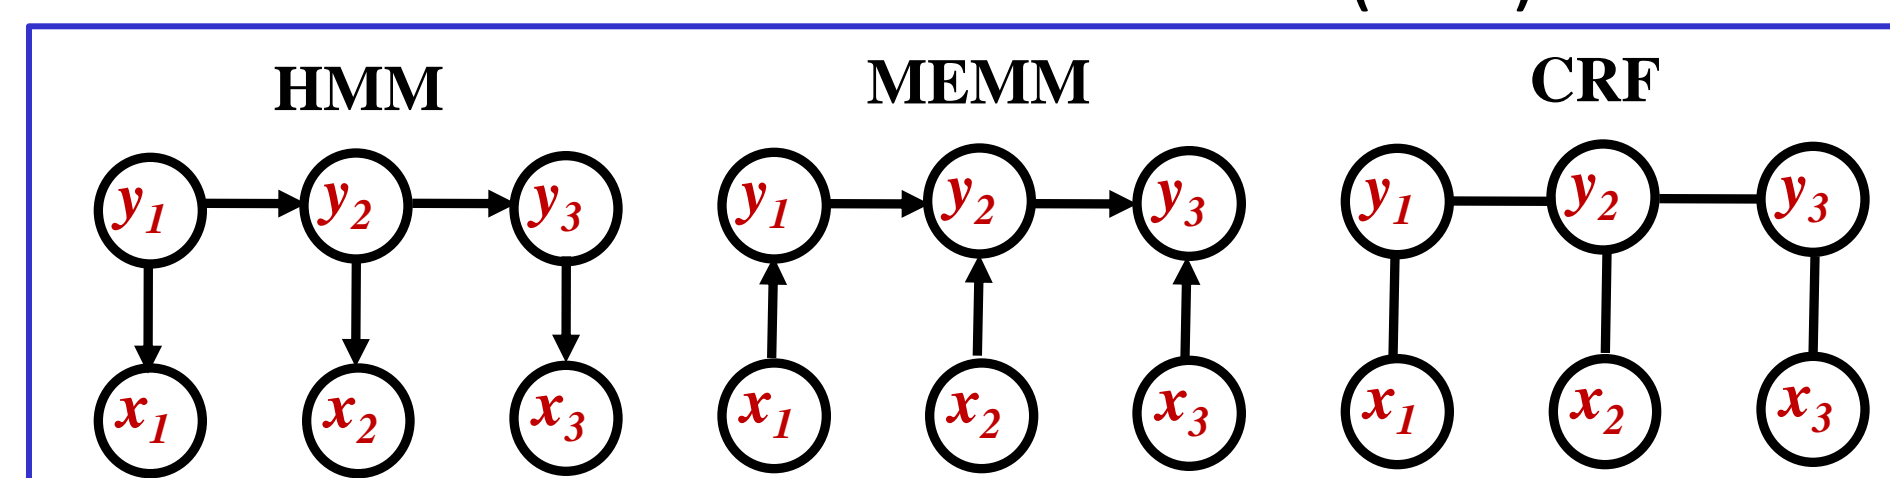 HMM MEMM CRF
y1 y2 y3 y1 y2 y3 y1 y2 y3
x1 x2 x3 x1 x2 x3 x1 x2 x3